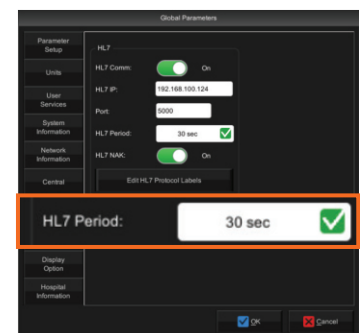 Global Parameters
Parameter
Setup
Units
User
Services
System
Information
Network
Information
Central
Display
Option
Hospital
Information
HL7
HL7 Comm: On
HL7 IP: 192.168.100.124
Port: 5000
HL7 Period: 30 sec
HL7 NAK: On
Edit HL7 Protocol Labels
HL7 Period: 30 sec
OK Cancel